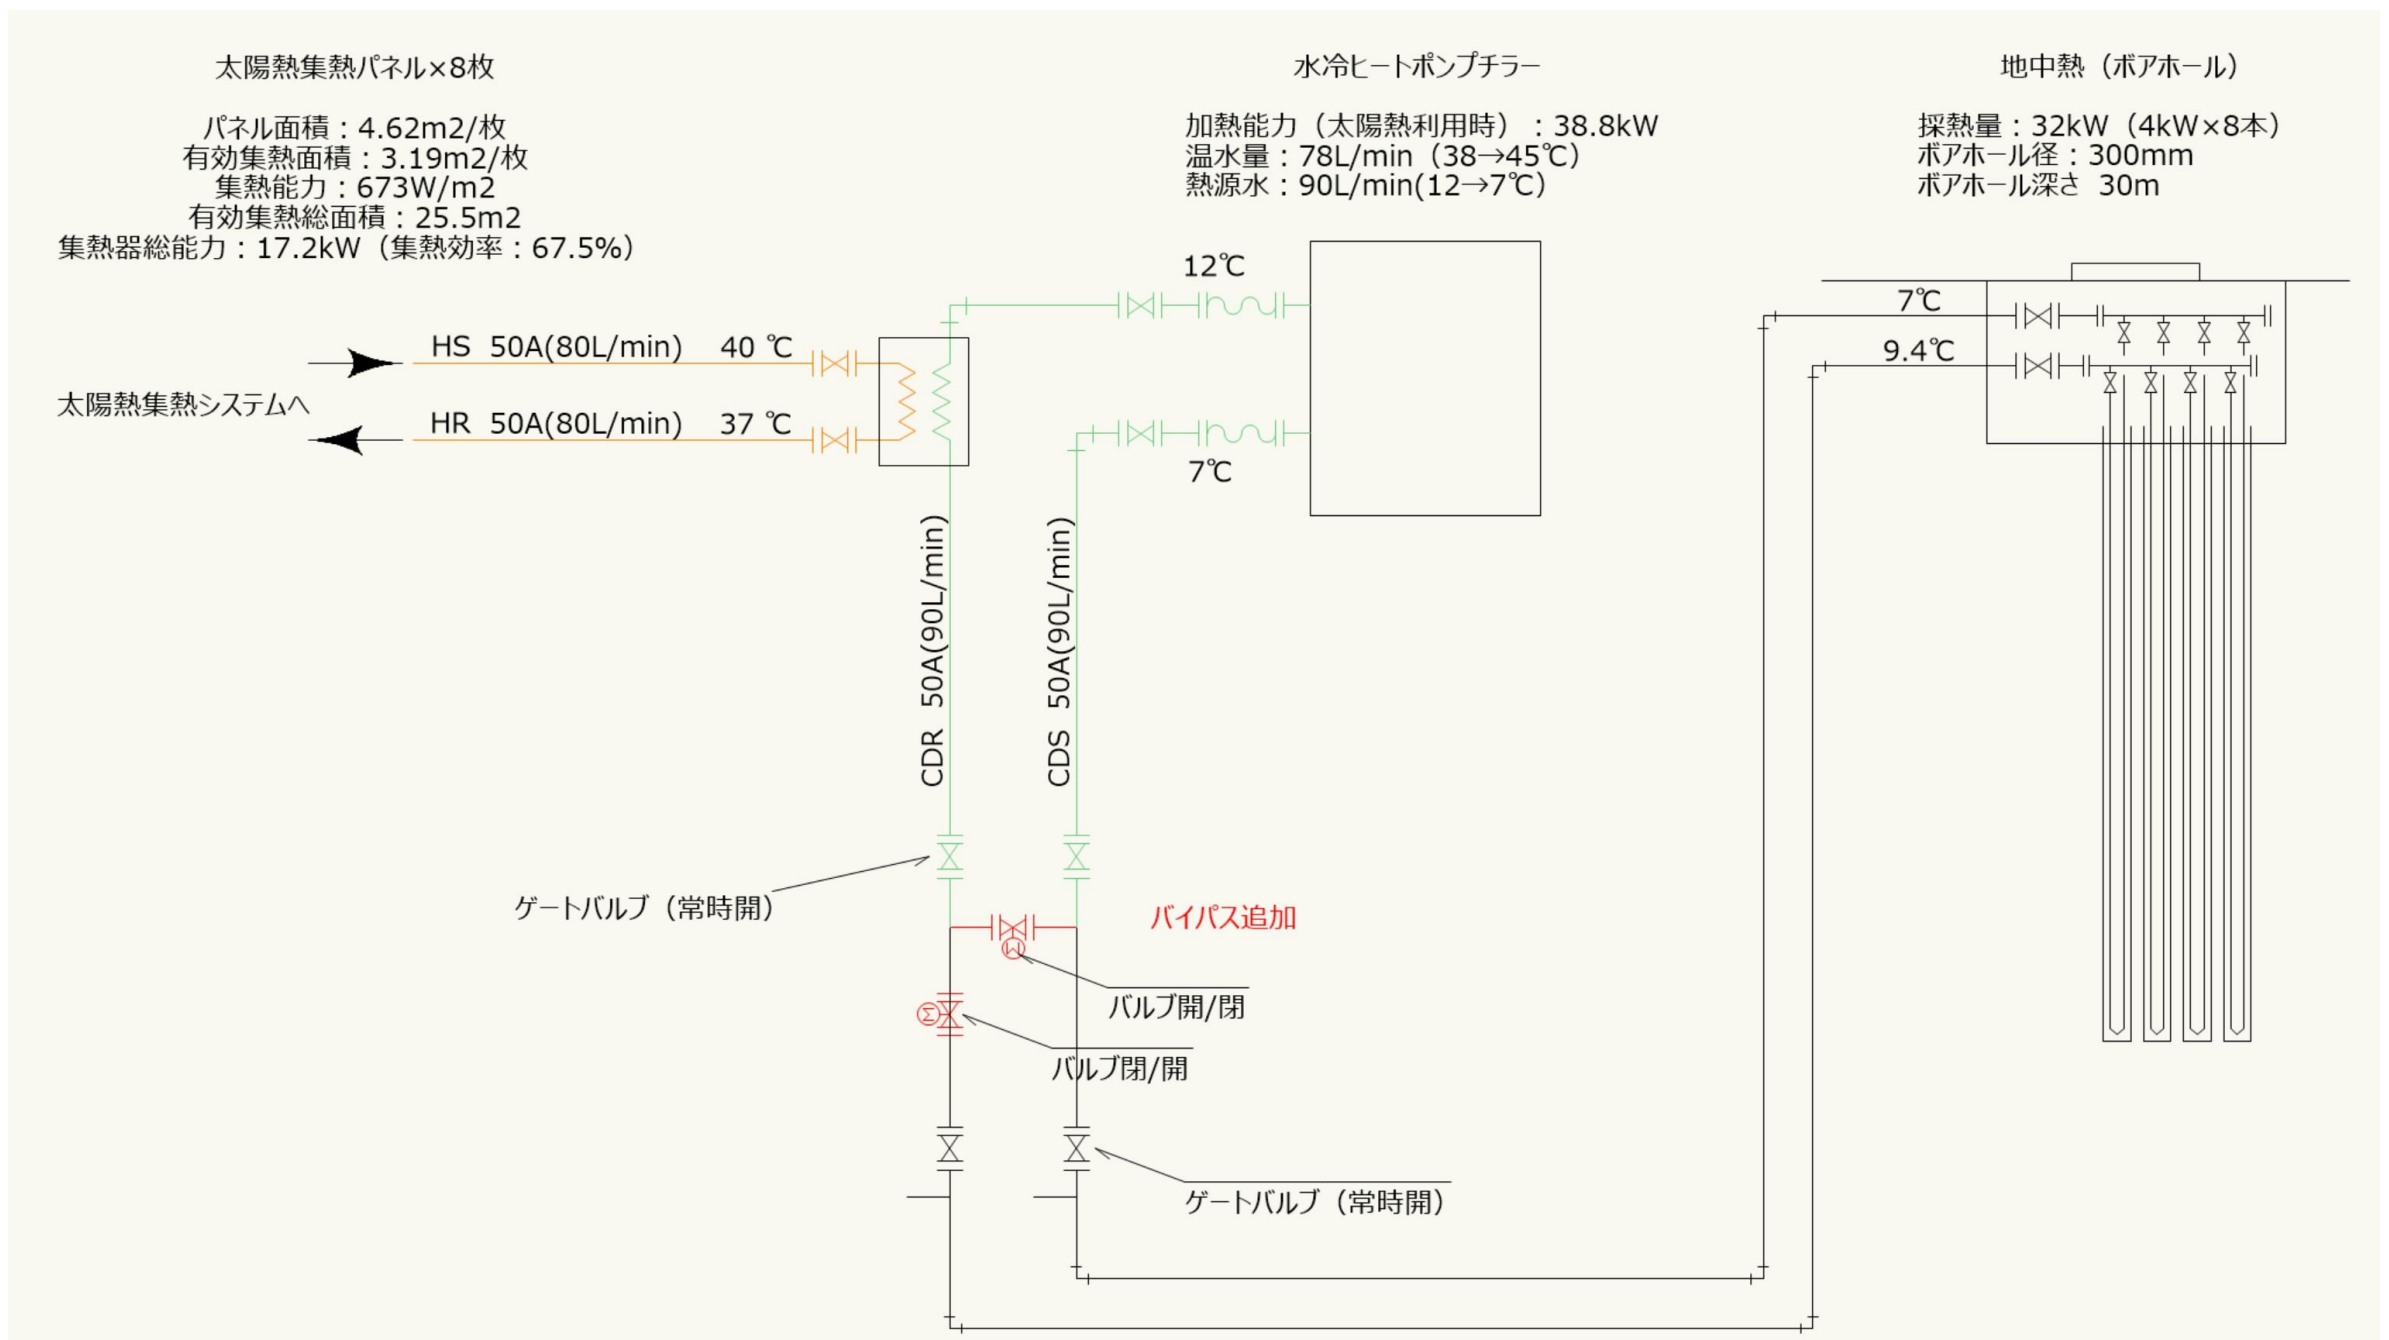 太陽熱集熱パネル×8枚
パネル面積：4.62m2/枚
有効集熱面積：3.19m2/枚
集熱能力：673W/m2
有効集熱総面積：25.5m2
集熱器総能力：17.2kW（集熱効率：67.5%）
水冷ヒートポンプチラー
加熱能力（太陽熱利用時）：38.8kW
温水量：78L/min（38→45℃）
熱源水：90L/min(12→7℃)
地中熱（ボアホール）
採熱量：32kW（4kW×8本）
ボアホール径：300mm
ボアホール深さ 30m
12℃
7℃
HS 50A(80L/min) 40 ℃
太陽熱集熱システムへ
HR 50A(80L/min) 37 ℃
7℃
9.4℃
CDR 50A(90L/min)
CDS 50A(90L/min)
ゲートバルブ（常時開）
バイパス追加
M
バルブ開/閉
M
バルブ閉/開
ゲートバルブ（常時開）